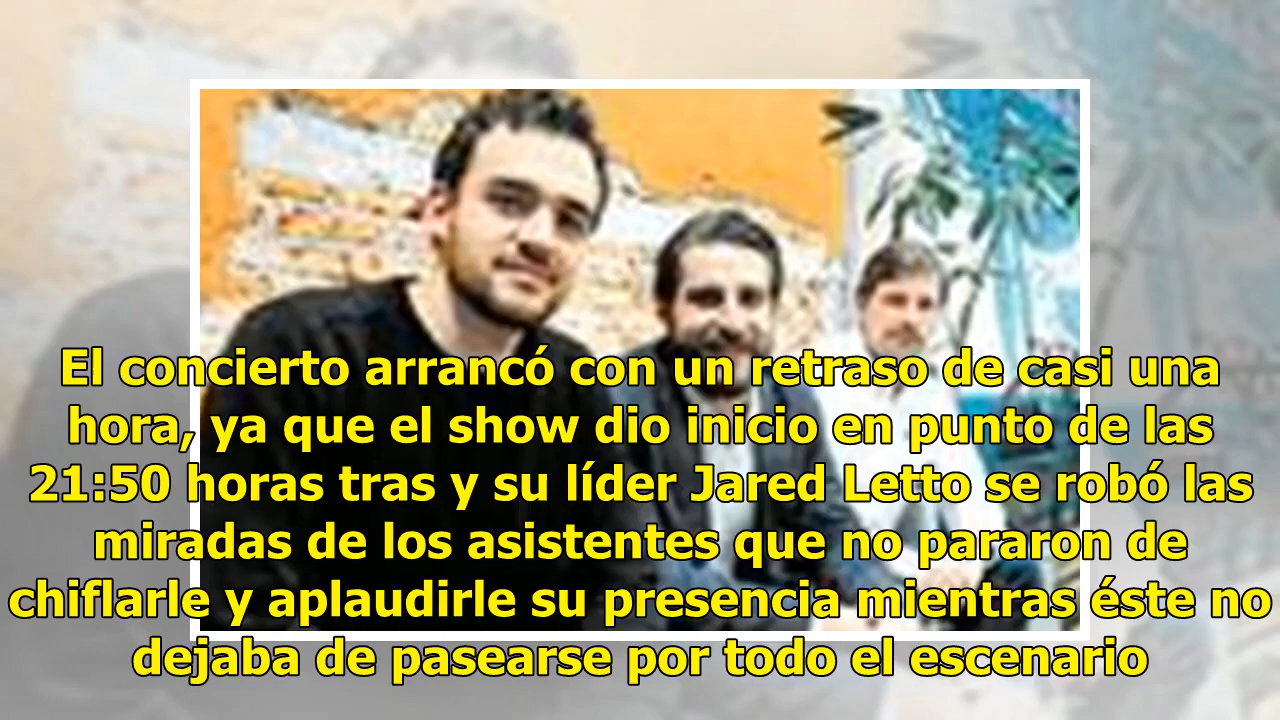 El concierto arrancó con un retraso de casi una
hora, ya que el show dio inicio en punto de las
21:50 horas tras y su líder Jared Letto se robó las
miradas de los asistentes que no pararon de
chiflarle y aplaudirle su presencia mientras éste no
dejaba de pasearse por todo el escenario